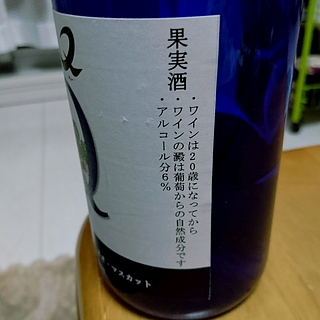 果実酒
・ワインは20歳になってから
・ワインの澱は葡萄からの自然成分です
・アルコール分6%
マスカット